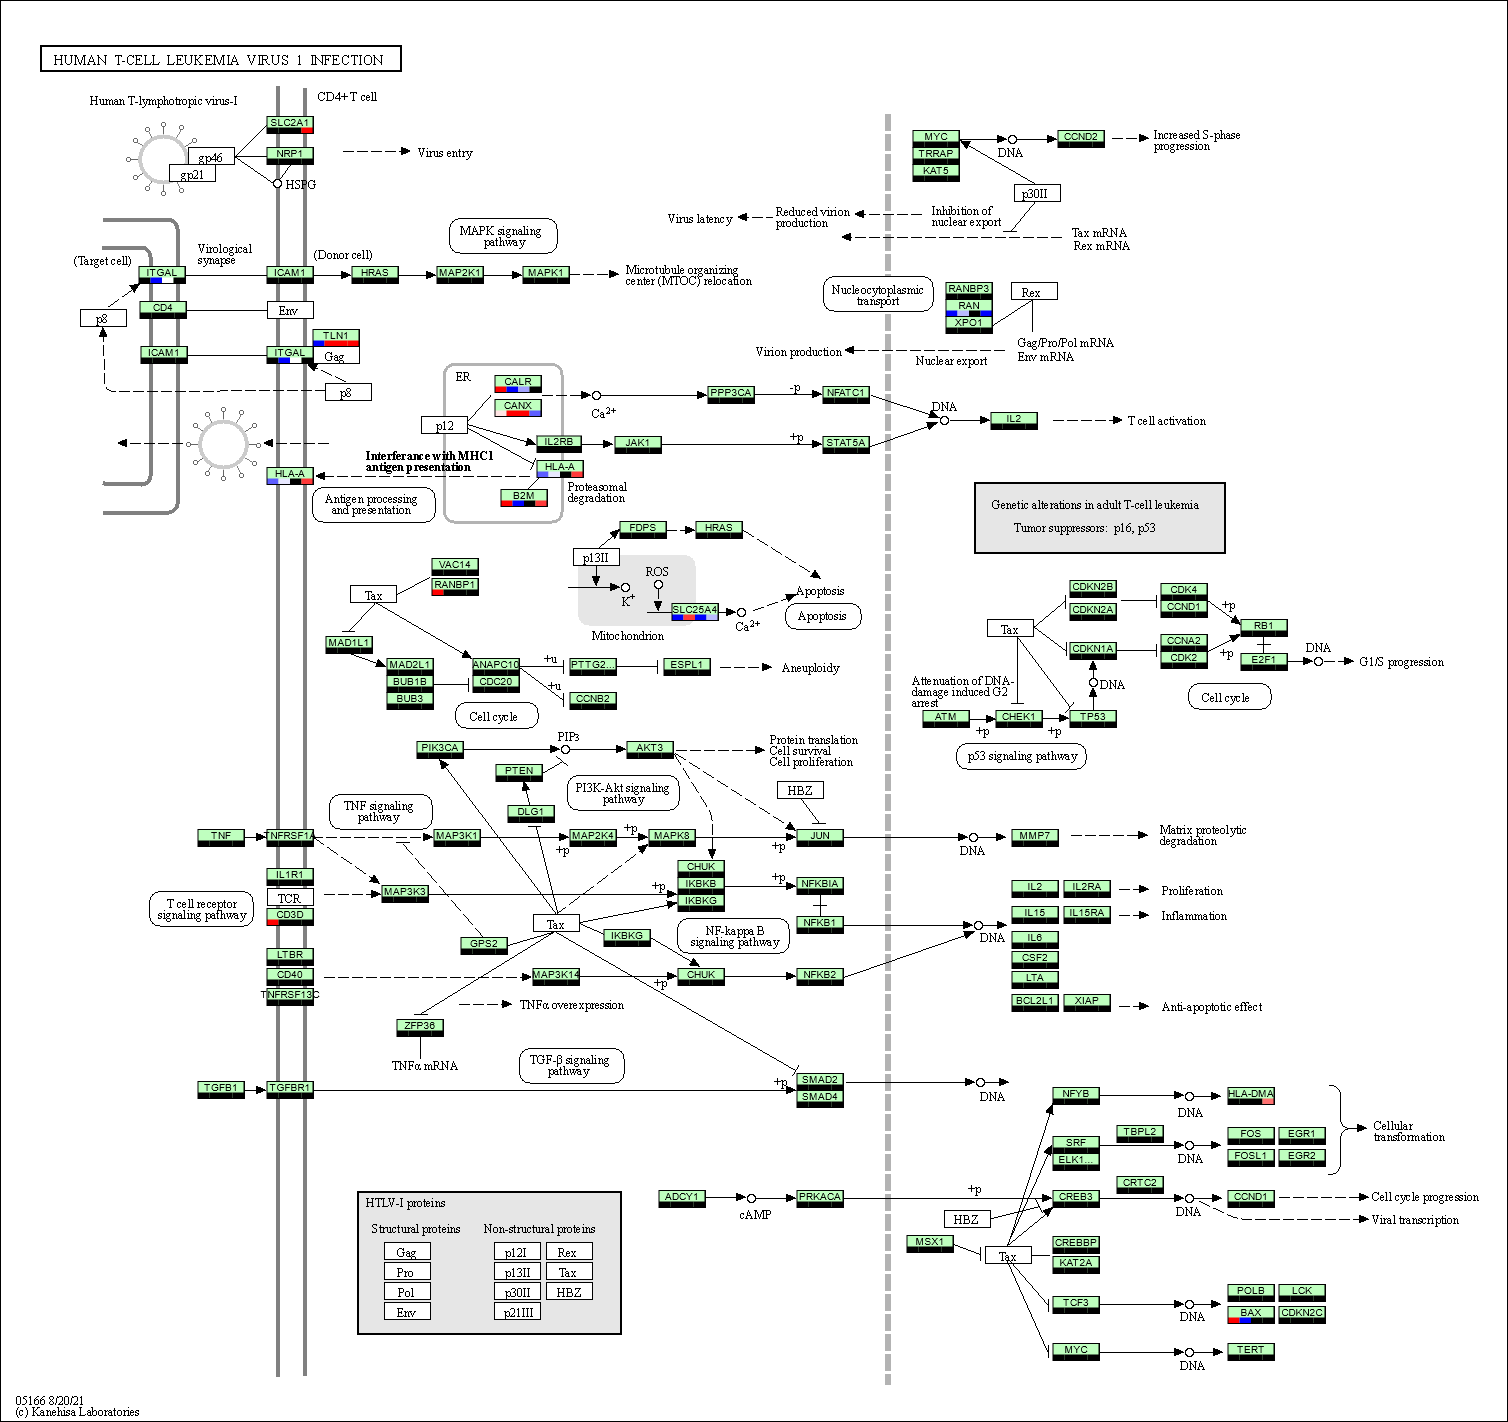 HUMAN T-CELL LEUKEMIA VIRUS 1 INFECTION
Human T-lymphotropic virus-I
CD4+ T cell
SLC2A1
gp46
NRP1
gp21
HSPG
Virus entry
MYC
TRRAP
KAT5
DNA
CCND2
Increased S-phase
progression
p30II
Virus latency
Reduced virion
production
Inhibition of
nuclear export
Tax mRNA
Rex mRNA
MAPK signaling
pathway
(Target cell)
Virological
synapse
(Donor cell)
ITGAL
ICAM1
HRAS
MAP2K1
MAPK1
Microtubule organizing
center (MTOC) relocation
CD4
Env
p8
TLN1
ICAM1
ITGAL
Gag
p8
Nucleocytoplasmic
transport
RANBP3
RAN
XPO1
Rex
Gag/Pro/Pol mRNA
Env mRNA
Virion production
Nuclear export
ER
CALR
CANX
Ca2+
PPP3CA
-p
NFATC1
DNA
IL2
T cell activation
p12
IL2RB
JAK1
+p
STAT5A
Interferance with MHC1
antigen presentation
HLA-A
HLA-A
B2M
Proteasomal
degradation
Antigen processing
and presentation
Genetic alterations in adult T-cell leukemia
Tumor suppressors: p16, p53
FDPS
HRAS
p13II
ROS
K+
SLC25A4
Ca2+
Mitochondrion
Apoptosis
Apoptosis
VAC14
RANBP1
Tax
MAD1L1
MAD2L1
BUB1B
BUB3
ANAPC10
CDC20
+u
+u
PTTG2...
CCNB2
ESPL1
Aneuploidy
Cell cycle
CDKN2B
CDKN2A
CDK4
CCND1
+p
Tax
CDKN1A
CCNA2
CDK2
+p
RB1
E2F1
DNA
G1/S progression
DNA
Attenuation of DNA-
damage induced G2
arrest
ATM
+p
CHEK1
+p
TP53
Cell cycle
p53 signaling pathway
PIK3CA
PIP3
AKT3
Protein translation
Cell survival
Cell proliferation
PTEN
PI3K-Akt signaling
pathway
HBZ
DLG1
TNF signaling
pathway
TNF
TNFRSF1A
MAP3K1
+p
MAP2K4
+p
MAPK8
+p
JUN
DNA
MMP7
Matrix proteolytic
degradation
IL1R1
TCR
CD3D
T cell receptor
signaling pathway
MAP3K3
+p
CHUK
IKBKB
IKBKG
+p
NFKBIA
NFKB1
IL2
IL2RA
Proliferation
IL15
IL15RA
Inflammation
IL6
CSF2
LTA
BCL2L1
XIAP
Anti-apoptotic effect
DNA
Tax
GPS2
IKBKG
NF-kappa B
signaling pathway
LTBR
CD40
TNFRSF13C
MAP3K14
+p
CHUK
NFKB2
TNFα overexpression
ZFP36
TNFα mRNA
TGF-β signaling
pathway
TGFB1
TGFBR1
+p
SMAD2
SMAD4
DNA
NFYB
DNA
HLA-DMA
SRF
ELK1...
TBPL2
DNA
FOS
EGR1
FOSL1
EGR2
Cellular
transformation
ADCY1
cAMP
PRKACA
+p
CREB3
CRTC2
DNA
CCND1
Cell cycle progression
Viral transcription
HBZ
MSX1
Tax
CREBBP
KAT2A
TCF3
DNA
POLB
LCK
BAX
CDKN2C
MYC
DNA
TERT
HTLV-I proteins
Structural proteins
Non-structural proteins
Gag
p12I
Rex
Pro
p13II
Tax
Pol
p30II
HBZ
Env
p21III
05166 8/20/21
(c) Kanehisa Laboratories